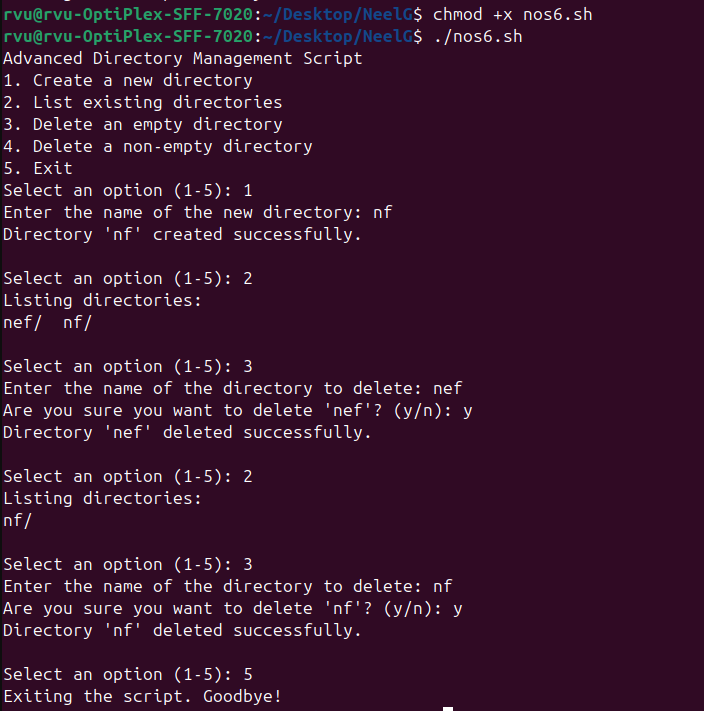 rvu@rvu-OptiPlex-SFF-7020:~/Desktop/NeelG$ chmod +x nos6.sh
rvu@rvu-OptiPlex-SFF-7020:~/Desktop/NeelG$ ./nos6.sh
Advanced Directory Management Script
1. Create a new directory
2. List existing directories
3. Delete an empty directory
4. Delete a non-empty directory
5. Exit
Select an option (1-5): 1
Enter the name of the new directory: nf
Directory 'nf' created successfully.

Select an option (1-5): 2
Listing directories:
nef/  nf/

Select an option (1-5): 3
Enter the name of the directory to delete: nef
Are you sure you want to delete 'nef'? (y/n): y
Directory 'nef' deleted successfully.

Select an option (1-5): 2
Listing directories:
nf/

Select an option (1-5): 3
Enter the name of the directory to delete: nf
Are you sure you want to delete 'nf'? (y/n): y
Directory 'nf' deleted successfully.

Select an option (1-5): 5
Exiting the script. Goodbye!